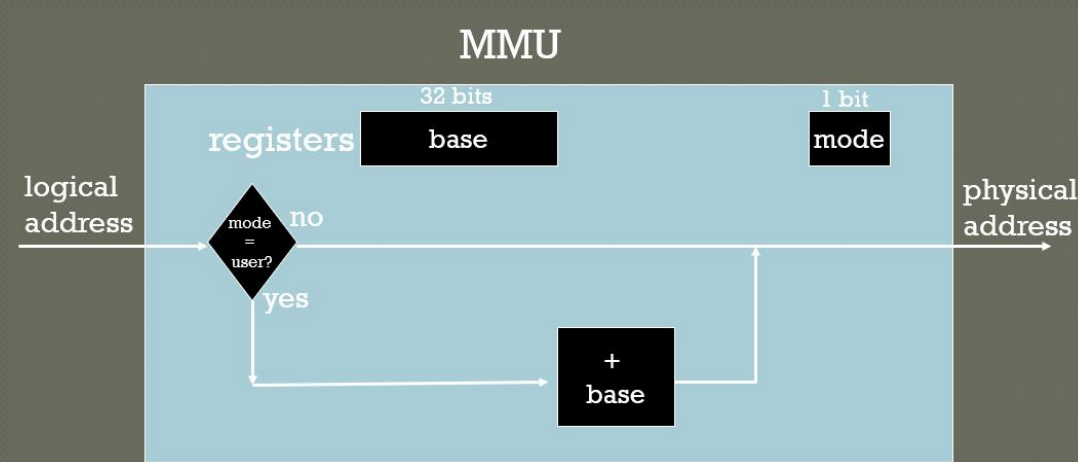 MMU
32 bits
1 bit
registers
base
mode
logical
address
physical
address
mode
=
user?
no
yes
+
base